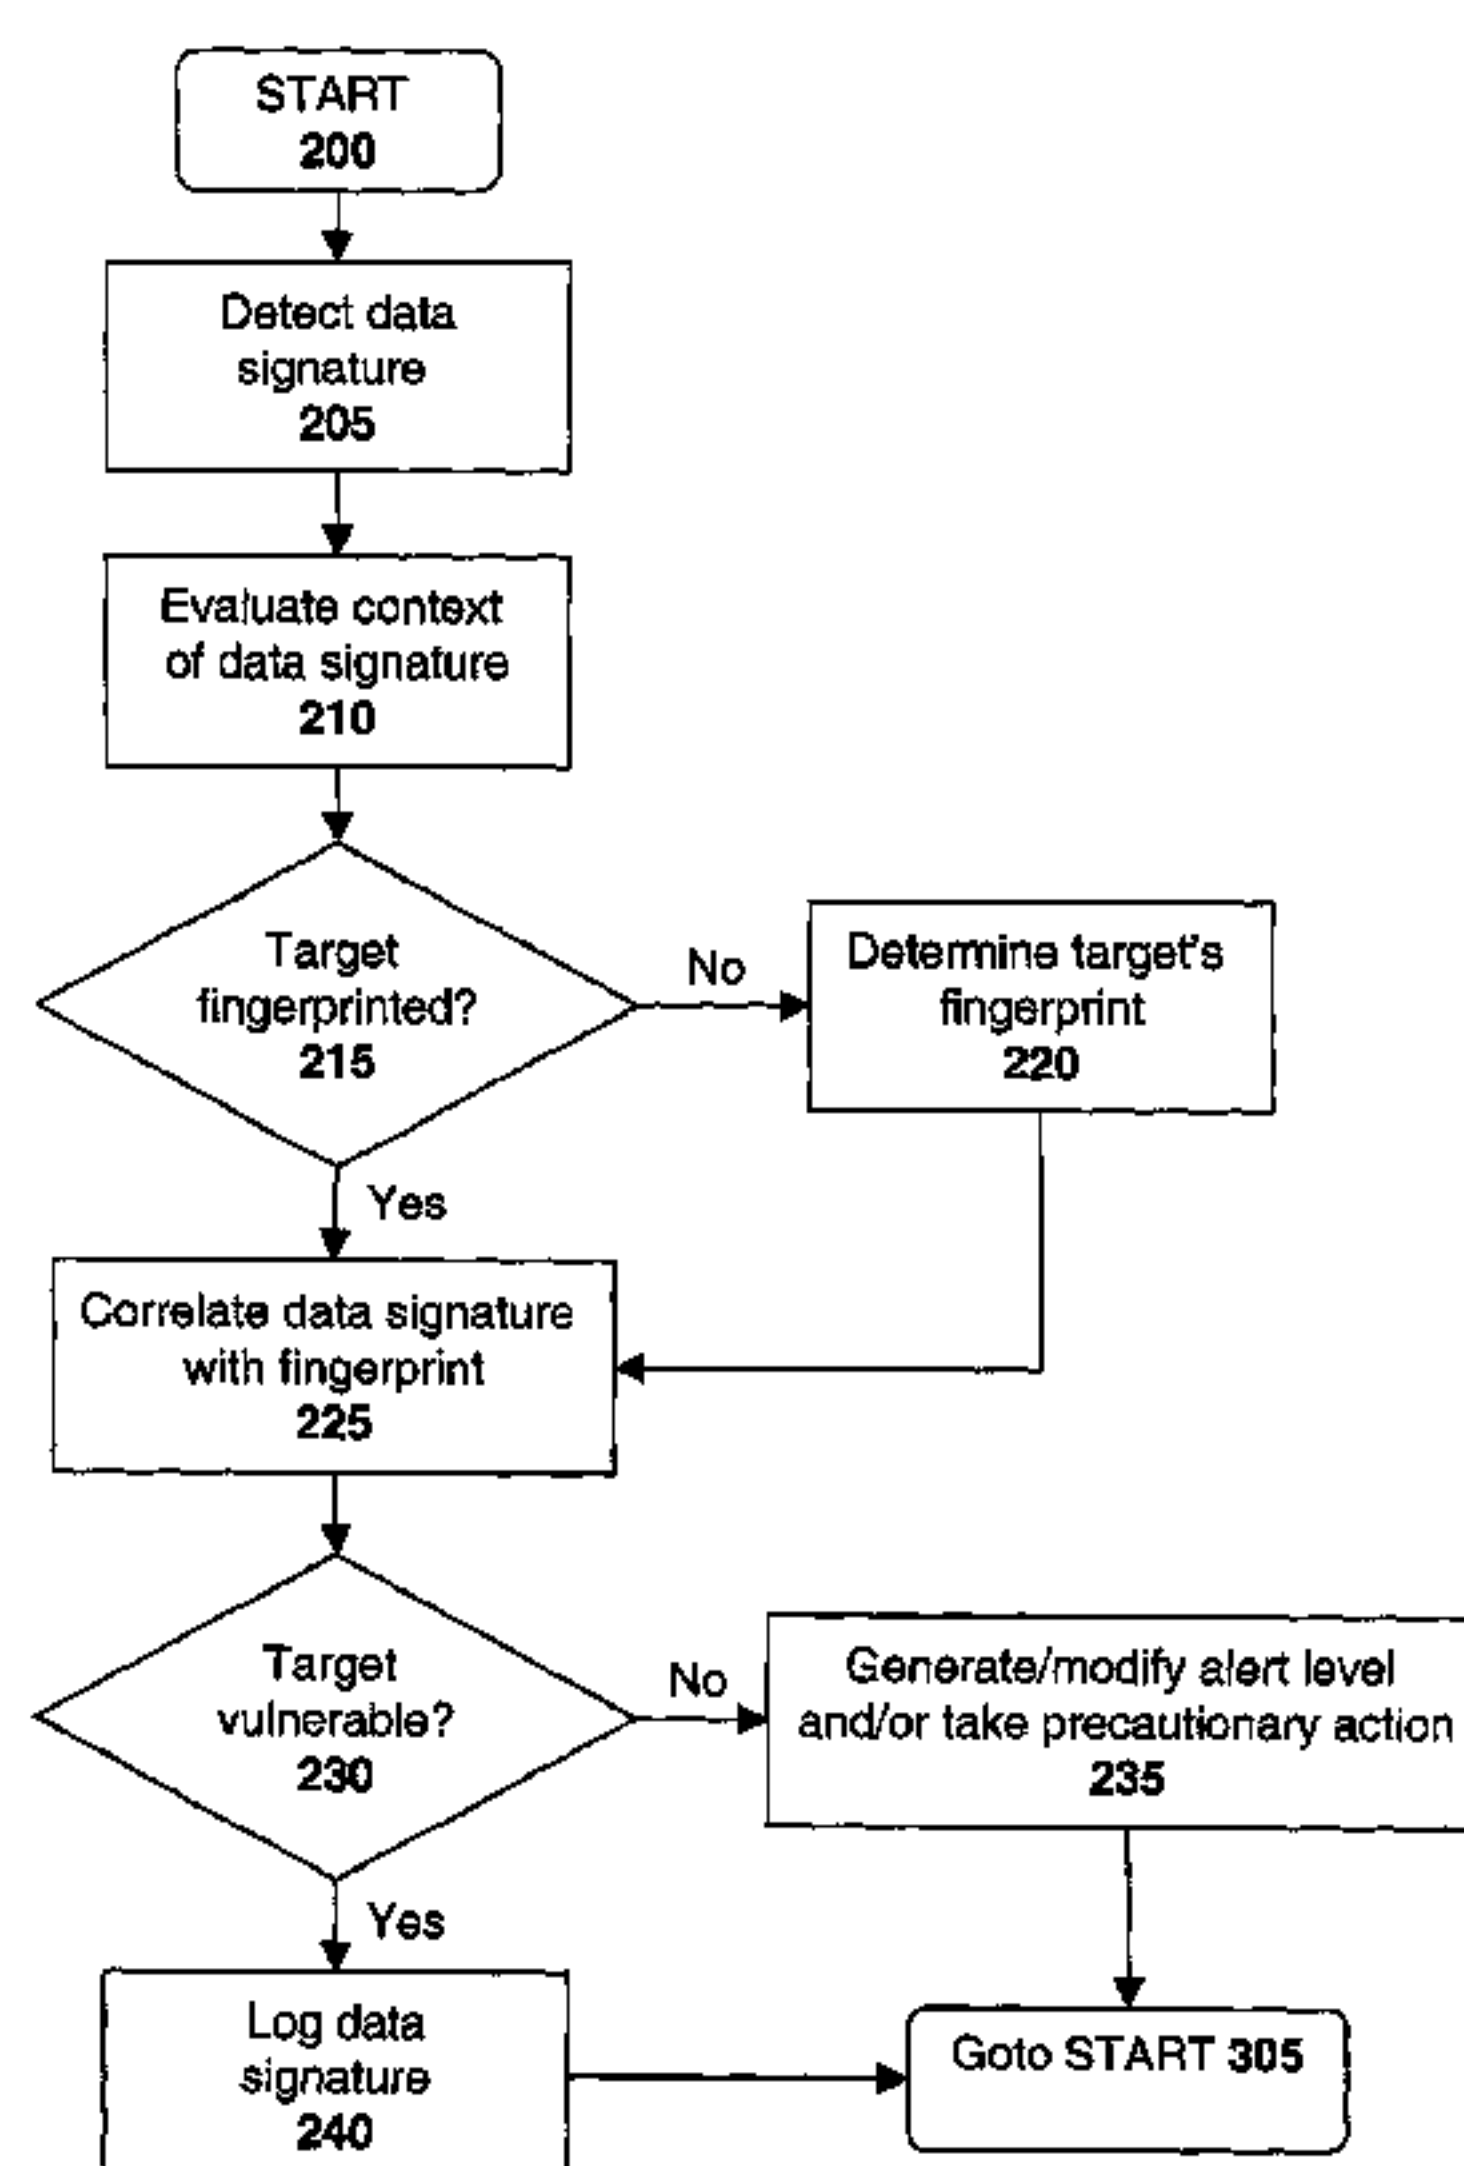 START
200
Detect data
signature
205
Evaluate context
of data signature
210
Target
fingerprinted?
215
No
Determine target's
fingerprint
220
Yes
Correlate data signature
with fingerprint
225
Target
vulnerable?
230
No
Generate/modify alert level
and/or take precautionary action
235
Yes
Log data
signature
240
Goto START 305